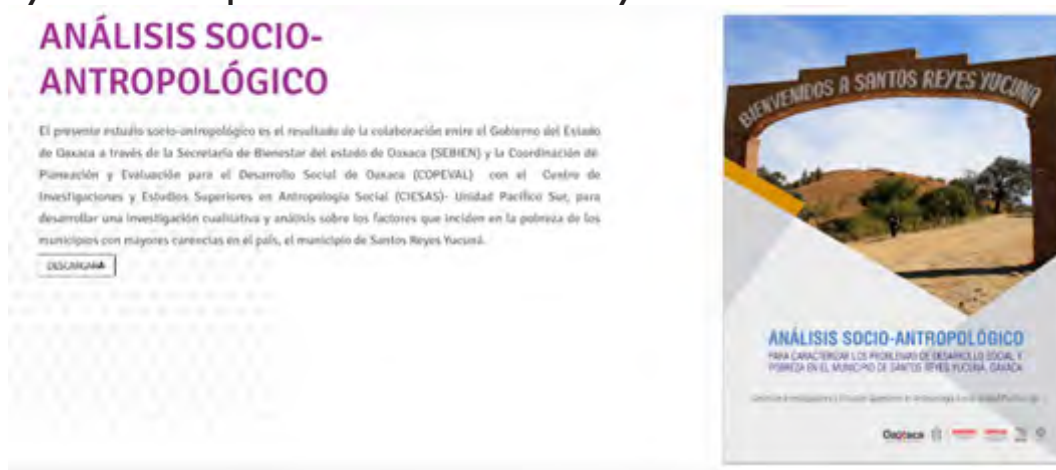 ANÁLISIS SOCIO-
ANTROPOLÓGICO
El presente estudio socio-antropológico es el resultado de la colaboración entre el Gobierno del Estado
de Oaxaca a través de la Secretaría de Bienestar del estado de Oaxaca (SEBIEN) y la Coordinación de
Planeación y Evaluación para el Desarrollo Social de Oaxaca (COPEVAL) con el Centro de
Investigaciones y Estudios Superiores en Antropología Social (CIESAS)- Unidad Pacífico Sur, para
desarrollar una investigación cualitativa y análisis sobre los factores que inciden en la pobreza de los
municipios con mayores carencias en el país, el municipio de Santos Reyes Yucuná.
BIENVENIDOS A SANTOS REYES YUCUNA
ANÁLISIS SOCIO-ANTROPOLÓGICO
PARA CARACTERIZAR LOS PROBLEMAS DE DESARROLLO SOCIAL Y
POBREZA EN EL MUNICIPIO DE SANTOS REYES YUCUNÁ, OAXACA
Oaxaca